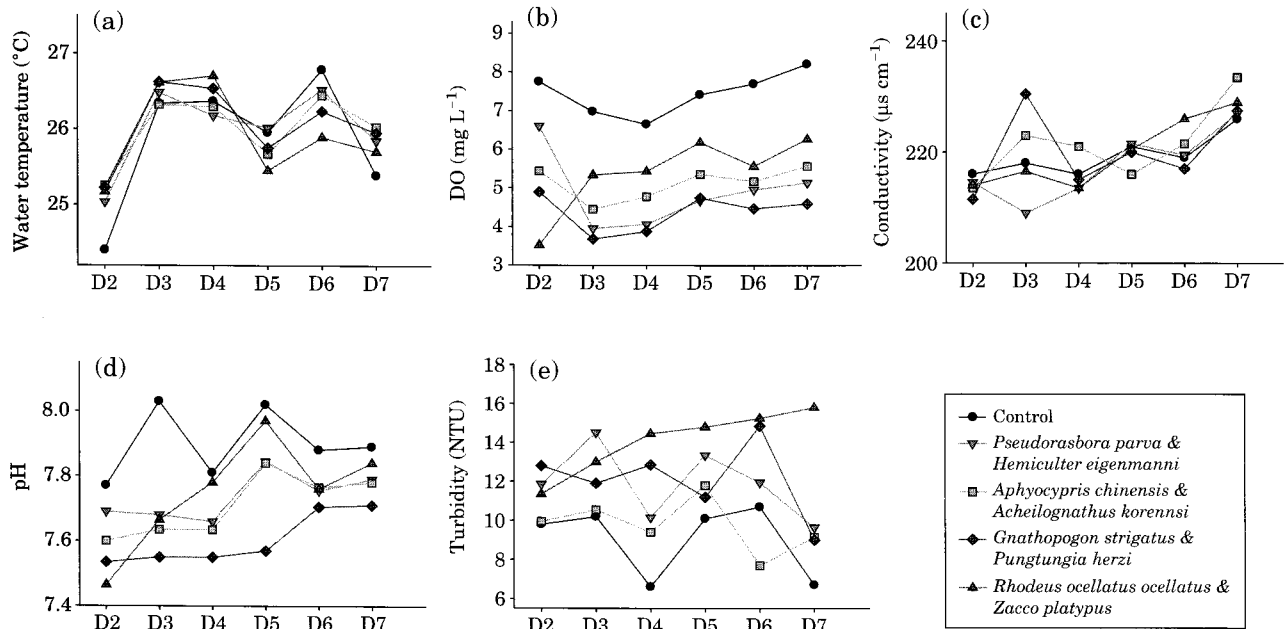 (a)
Water temperature (°C)
27
26
25
D2 D3 D4 D5 D6 D7
(b)
DO (mg L⁻¹)
9
8
7
6
5
4
3
D2 D3 D4 D5 D6 D7
(c)
Conductivity (μs cm⁻¹)
240
220
200
D2 D3 D4 D5 D6 D7
(d)
pH
8.0
7.8
7.6
7.4
D2 D3 D4 D5 D6 D7
(e)
Turbidity (NTU)
18
16
14
12
10
8
6
D2 D3 D4 D5 D6 D7
Control
Pseudorasbora parva &
Hemiculter eigenmanni
Aphyocypris chinensis &
Acheilognathus korennsi
Gnathopogon strigatus &
Pungtungia herzi
Rhodeus ocellatus ocellatus &
Zacco platypus